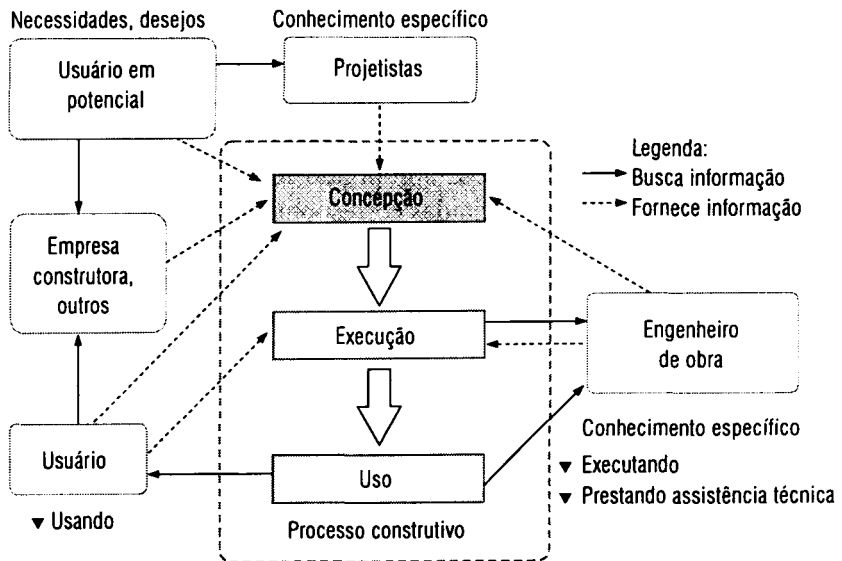 Necessidades, desejos
Conhecimento específico
Usuário em
potencial
Projetistas
Legenda:
Busca informação
Fornece informação
Concepção
Empresa
construtora,
outros
Execução
Engenheiro
de obra
Conhecimento específico
▼ Executando
▼ Prestando assistência técnica
Usuário
▼ Usando
Uso
Processo construtivo